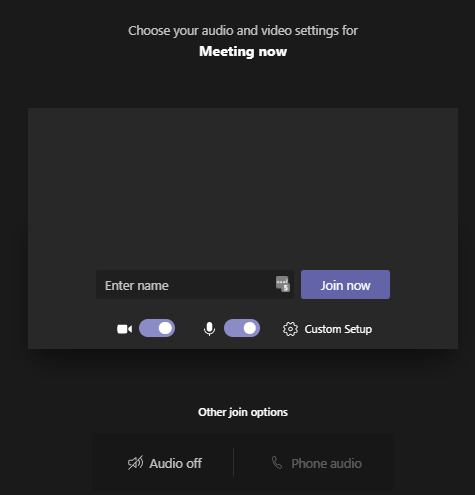 Choose your audio and video settings for
Meeting now
Enter name
Join now
Custom Setup
Other join options
Audio off
Phone audio